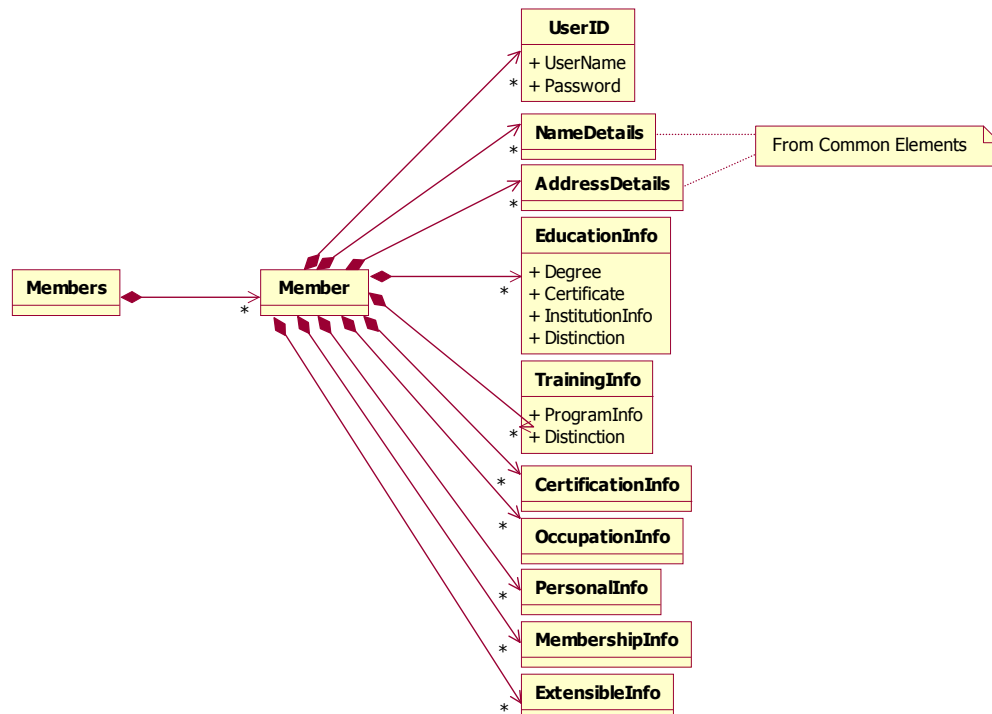 UserID
+ UserName
* + Password
NameDetails
*
From Common Elements
AddressDetails
*
EducationInfo
+ Degree
* + Certificate
+ InstitutionInfo
+ Distinction
Members
*
Member
TrainingInfo
+ ProgramInfo
* + Distinction
CertificationInfo
*
OccupationInfo
*
PersonalInfo
*
MembershipInfo
*
ExtensibleInfo
*